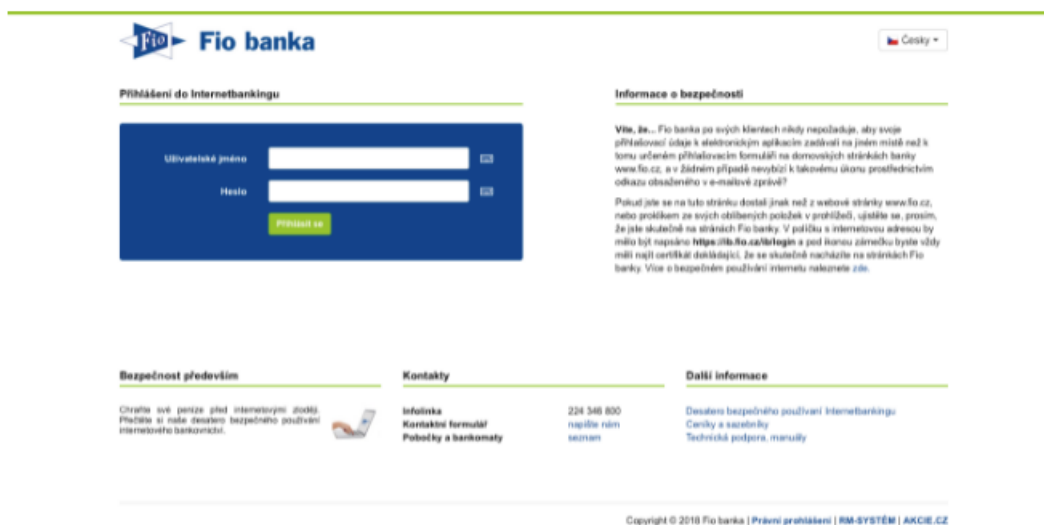 Fio
Fio banka
Česky
Přihlášení do Internetbankingu
Uživatelské jméno
Heslo
Přihlásit se
Informace o bezpečnosti
Víte, že... Fio banka po svých klientech nikdy nepožaduje, aby svoje
přihlašovací údaje k elektronickým aplikacím zadávali na jiném místě než k
tomu určeném přihlašovacím formuláři na domovských stránkách banky
www.fio.cz, a v žádném případě nevybízí k takovému úkonu prostřednictvím
odkazu obsaženého v e-mailové zprávě?
Pokud jste se na tuto stránku dostali jinak než z webové stránky www.fio.cz,
nebo proklikem ze svých oblíbených položek v prohlížeči, ujistěte se, prosím,
že jste skutečně na stránách Fio banky. V políčku s internetovou adresou by
mělo být napsáno https://ib.fio.cz/ib/login a pod ikonou zámečku byste vždy
měli najít certifikát dokládající, že se skutečně nacházíte na stránkách Fio
banky. Více o bezpečném používání internetu naleznete zde.
Bezpečnost především
Chraňte své peníze před internetovými zloději.
Přečtěte si naše desatero bezpečného používání
internetového bankovnictví.
Kontakty
Infolinka 224 346 800
Kontaktní formulář napište nám
Pobočky a bankomaty seznam
Další informace
Desatero bezpečného používaní Internetbankingu
Ceníky a sazebníky
Technická podpora, manuály
Copyright © 2018 Fio banka | Právní prohlášení | RM-SYSTÉM | AKCIE.CZ